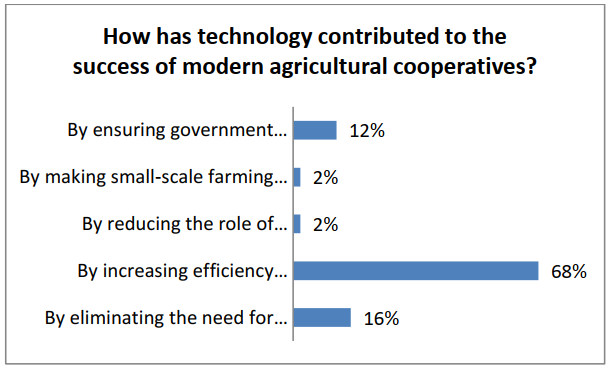 How has technology contributed to the
success of modern agricultural cooperatives?
By ensuring government... 12%
By making small-scale farming... 2%
By reducing the role of... 2%
By increasing efficiency... 68%
By eliminating the need for... 16%